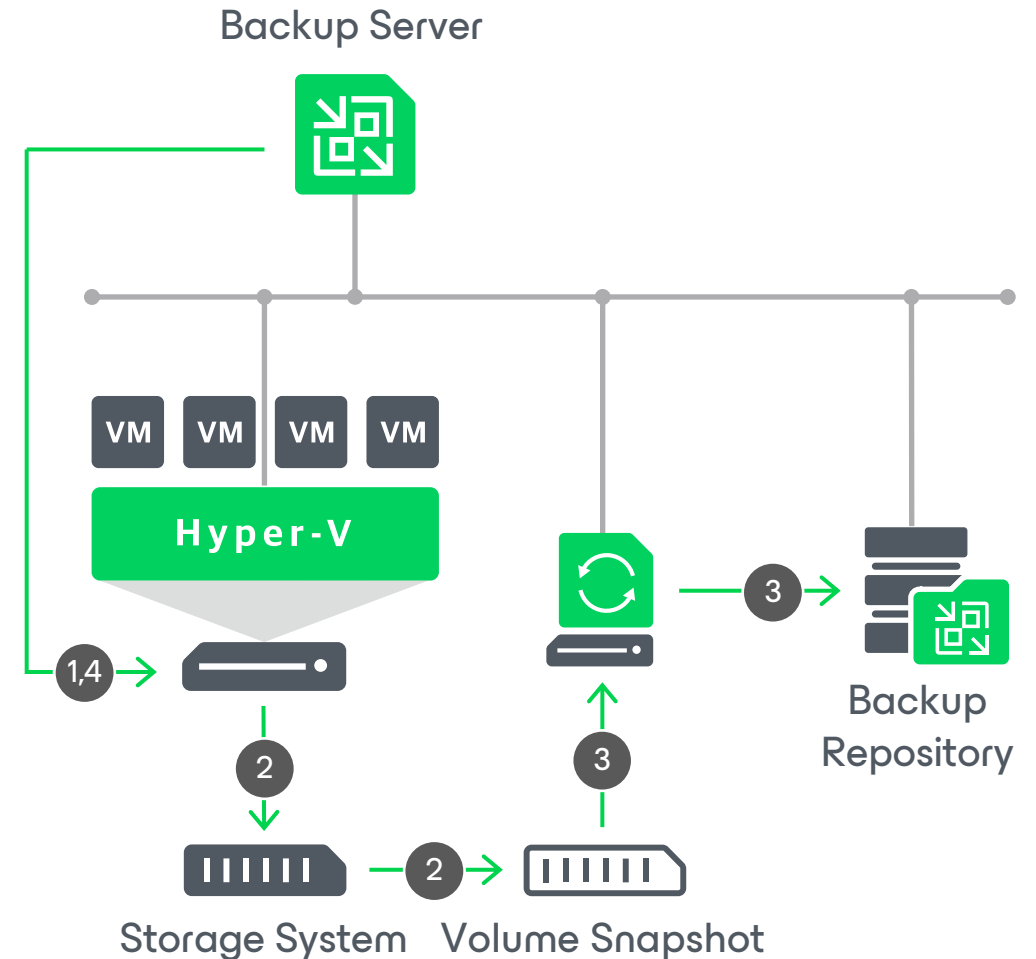 Backup Server
VM VM VM VM
Hyper-V
3
1,4
Backup
Repository
2
3
2
Storage System
Volume Snapshot